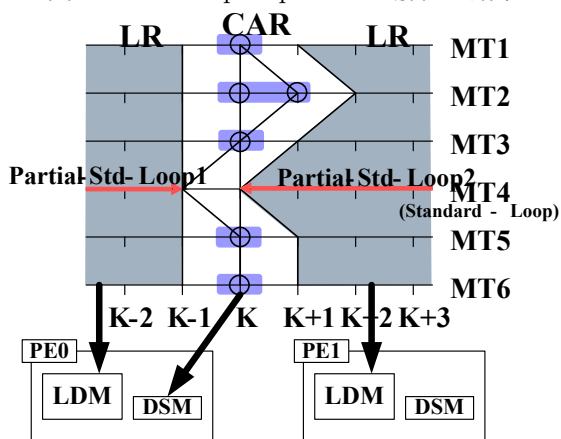 CAR
LR LR
MT1
MT2
MT3
Partial-Std-Loop1 Partial-Std-Loop2
MT4
(Standard - Loop)
MT5
MT6
K-2 K-1 K K+1 K+2 K+3
PE0 PE1
LDM LDM
DSM DSM